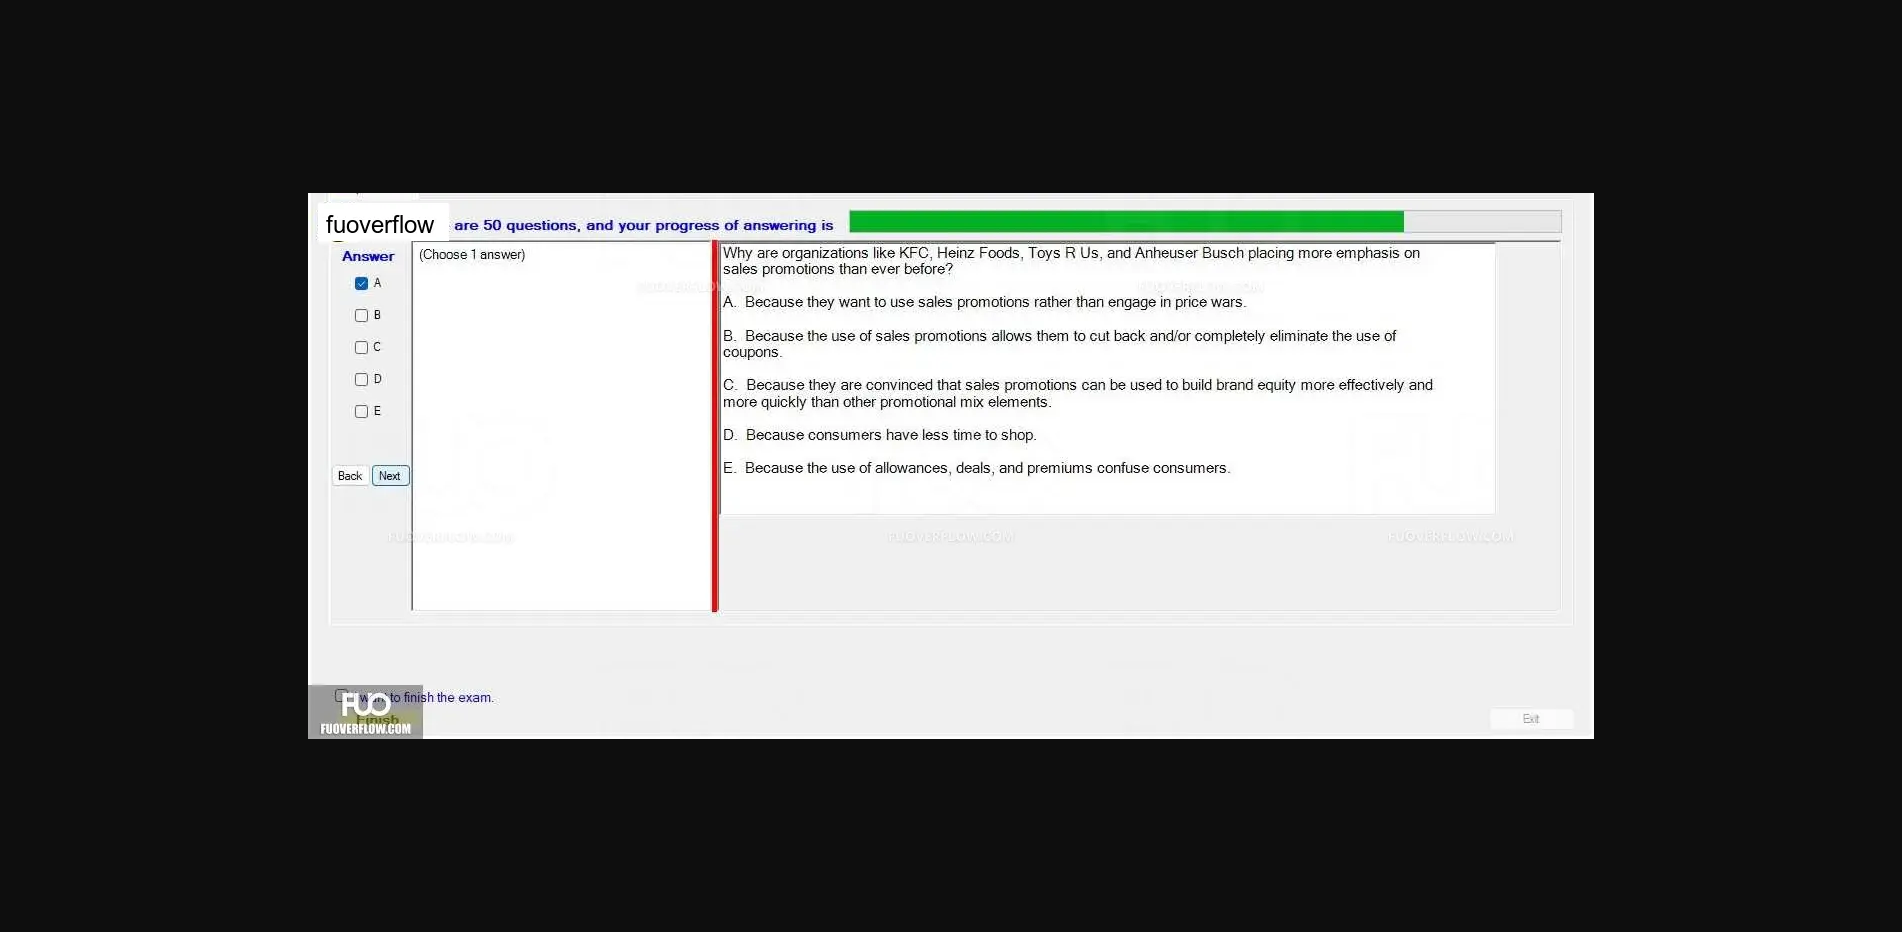 fuoverflow
are 50 questions, and your progress of answering is
Answer
(Choose 1 answer)
A
B
C
D
E
Back
Next
Why are organizations like KFC, Heinz Foods, Toys R Us, and Anheuser Busch placing more emphasis on
sales promotions than ever before?
A. Because they want to use sales promotions rather than engage in price wars.
B. Because the use of sales promotions allows them to cut back and/or completely eliminate the use of
coupons.
C. Because they are convinced that sales promotions can be used to build brand equity more effectively and
more quickly than other promotional mix elements.
D. Because consumers have less time to shop.
E. Because the use of allowances, deals, and premiums confuse consumers.
FUOVERFLOW.COM
FUOVERFLOW.COM
FUOVERFLOW.COM
want to finish the exam.
FUO
Finish
FUOVERFLOW.COM
Exit